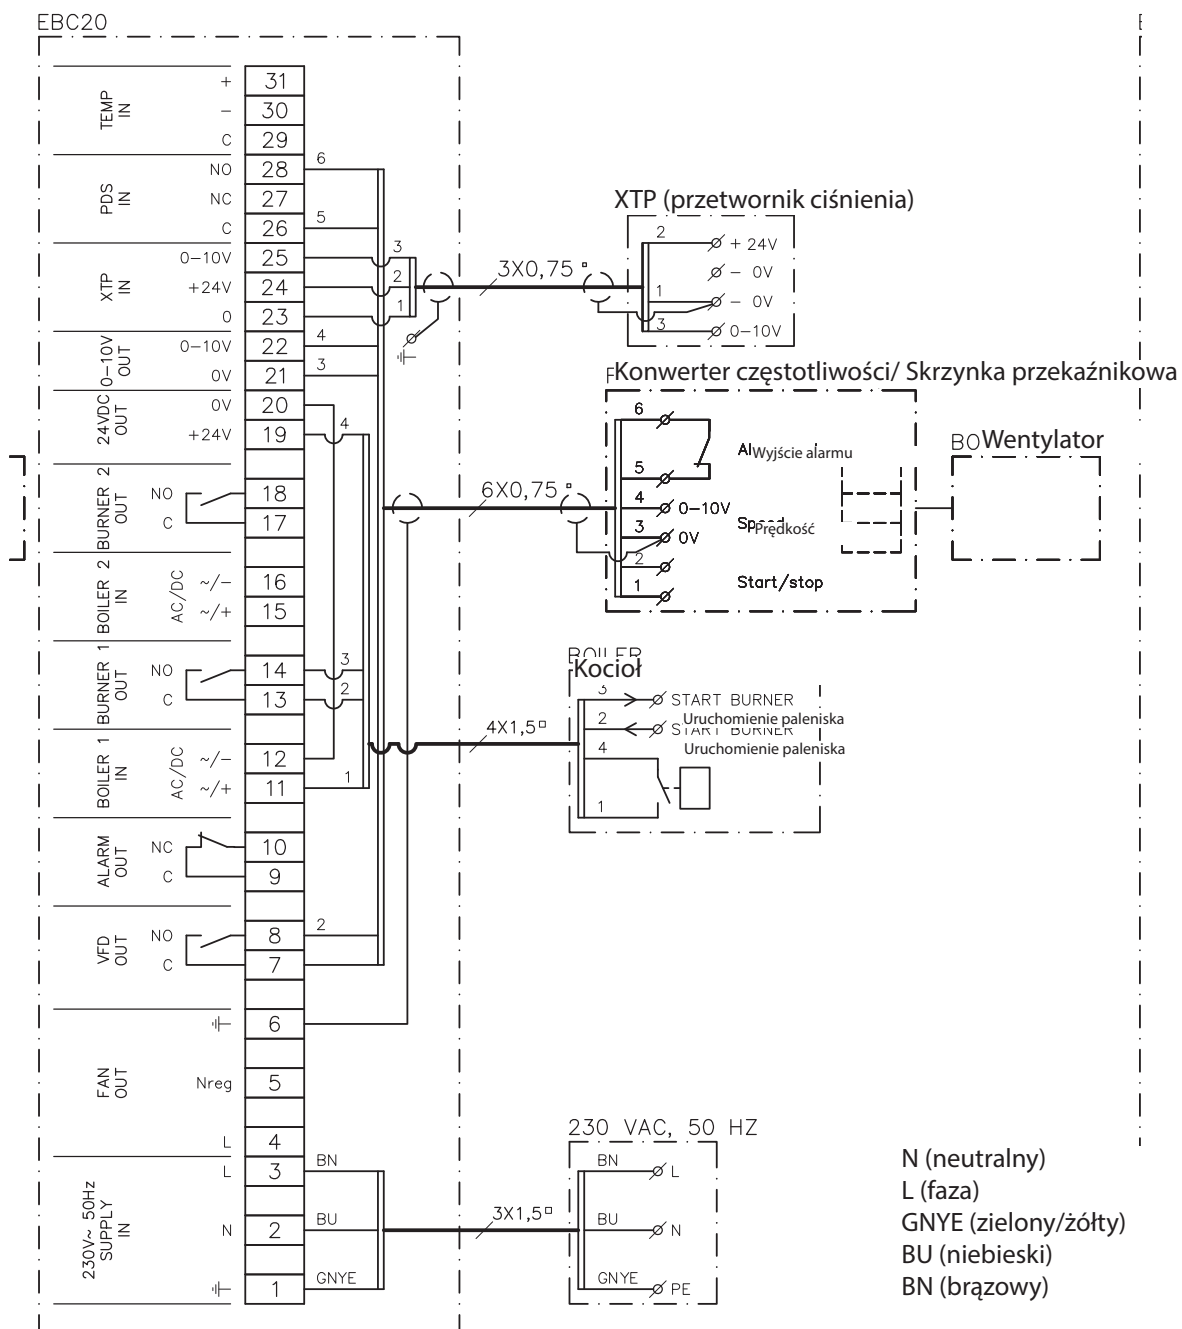 EBC20
TEMP IN
+ 31
- 30
C 29
PDS IN
NO 28 6
NC 27
C 26 5
XTP IN
0-10V 25 3
+24V 24 2
0 23 1
0-10V OUT
0-10V 22 4
0V 21 3
24VDC OUT
0V 20
+24V 19 4
BURNER 2 OUT
NO 18
C 17
BOILER 2 IN
AC/DC
~/- 16
~/+ 15
BURNER 1 OUT
NO 14 3
C 13 2
BOILER 1 IN
AC/DC
~/- 12
~/+ 11 1
ALARM OUT
NC 10
C 9
VFD OUT
NO 8 2
C 7
FAN OUT
6
Nreg 5
L 4
230V~ 50Hz SUPPLY IN
L 3 BN
N 2 BU
1 GNYE
XTP (przetwornik ciśnienia)
3X0,75
2 + 24V
- 0V
1 - 0V
3 0-10V
Konwerter częstotliwości/ Skrzynka przekaźnikowa
6X0,75
6
Wyjście alarmu
5
4 0-10V
Prędkość
3 0V
2
Start/stop
1
BO Wentylator
BOILER
Kocioł
4X1,5
3 START BURNER
Uruchomienie paleniska
2 START BURNER
Uruchomienie paleniska
4
1
230 VAC, 50 HZ
3X1,5
BN L
BU N
GNYE PE
N (neutralny)
L (faza)
GNYE (zielony/żółty)
BU (niebieski)
BN (brązowy)